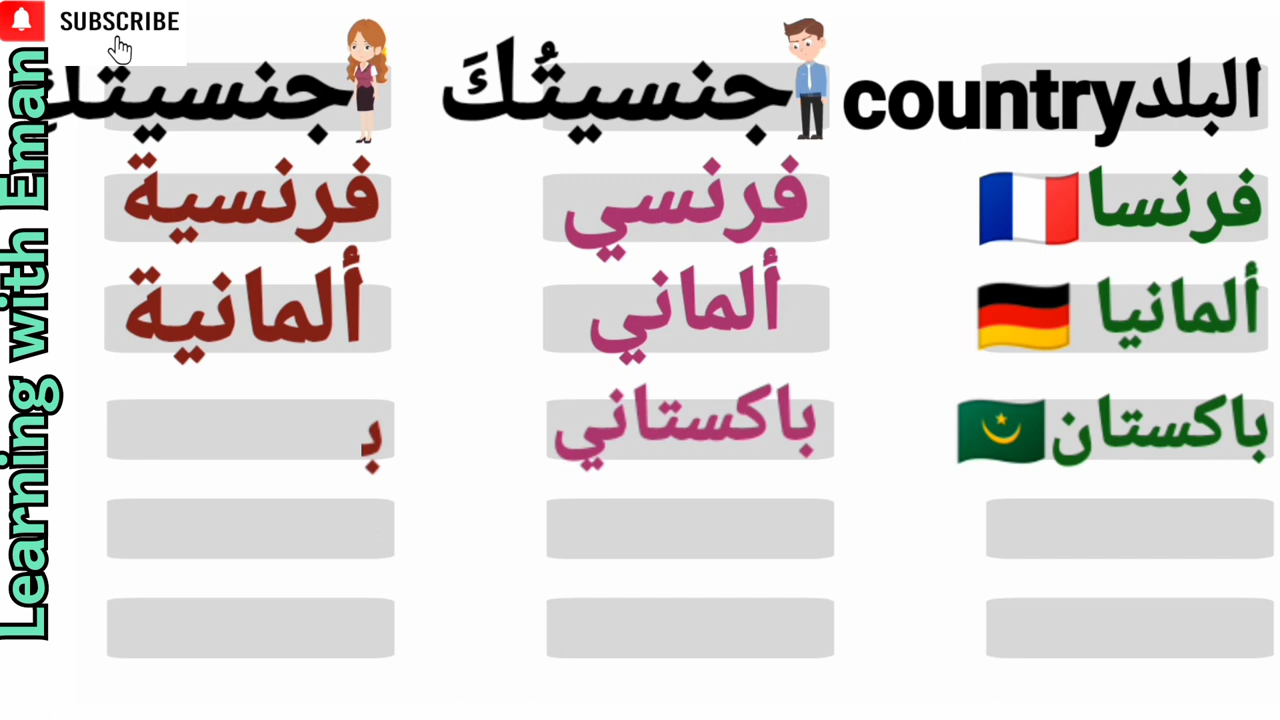 SUBSCRIBE
Learning with Eman
البلد country جنسيتُكَ جنسيتك
فرنسا فرنسي فرنسية
ألمانيا ألماني ألمانية
باكستان باكستاني